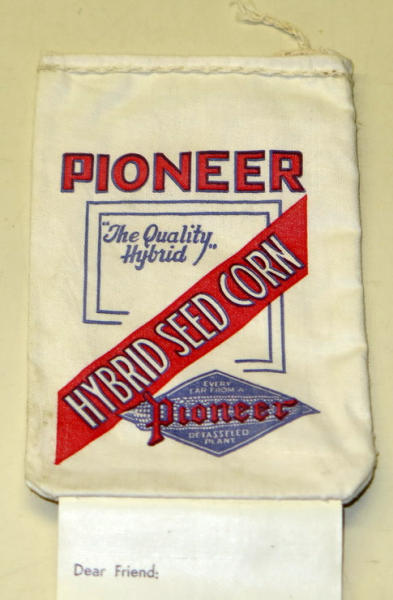 PIONEER
"The Quality
Hybrid"
HYBRID SEED CORN
EVERY
EAR FROM A
Pioneer
DETASSELED
PLANT
Dear Friend: